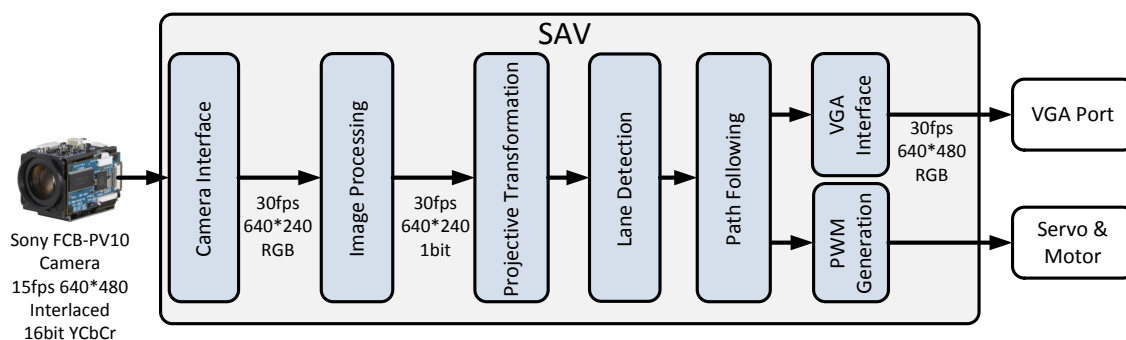 SAV
Sony FCB-PV10
Camera
15fps 640*480
Interlaced
16bit YCbCr
Camera Interface
30fps
640*240
RGB
Image Processing
30fps
640*240
1bit
Projective Transformation
Lane Detection
Path Following
VGA
Interface
PWM
Generation
30fps
640*480
RGB
VGA Port
Servo &
Motor